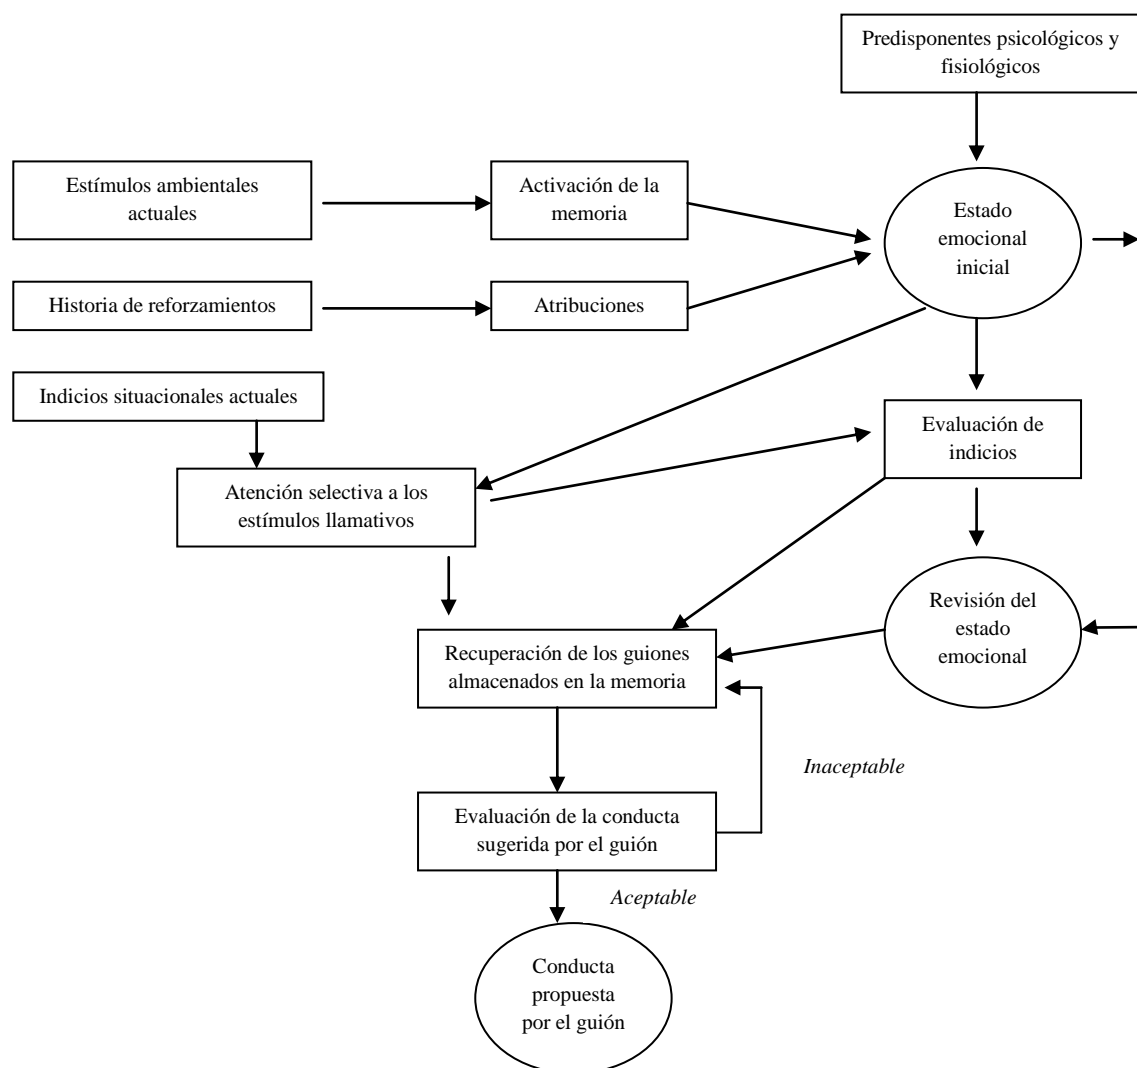 Predisponentes psicológicos y
fisiológicos
Estímulos ambientales
actuales
Activación de la
memoria
Estado
emocional
inicial
Historia de reforzamientos
Atribuciones
Indicios situacionales actuales
Evaluación de
indicios
Atención selectiva a los
estímulos llamativos
Revisión del
estado
emocional
Recuperación de los guiones
almacenados en la memoria
Inaceptable
Evaluación de la conducta
sugerida por el guión
Aceptable
Conducta
propuesta
por el guión